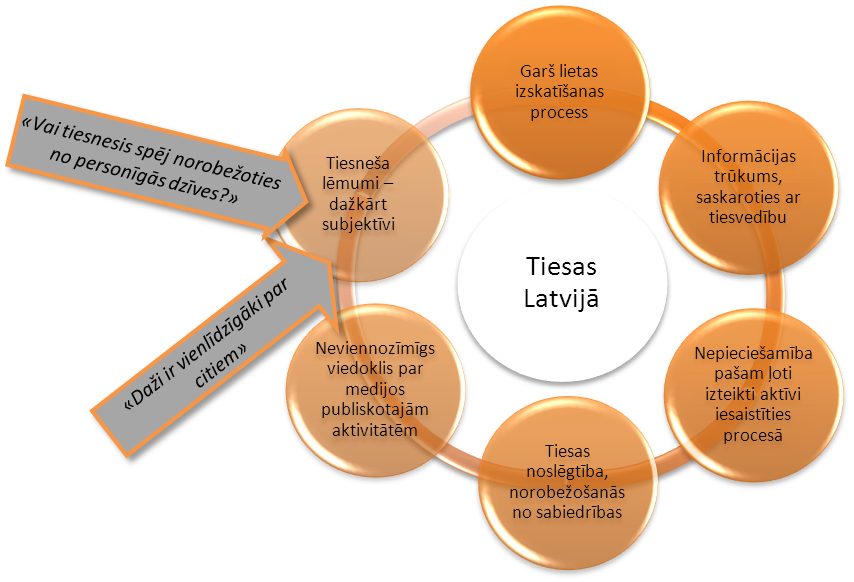 Garš lietas
izskatīšanas
process
Informācijas
trūkums,
saskaroties ar
tiesvedību
Nepieciešamība
pašam ļoti
izteikti aktīvi
iesaistīties
procesā
Tiesas
noslēgtība,
norobežošanās
no sabiedrības
Neviennozīmīgs
viedoklis par
medijos
publiskotajām
aktivitātēm
Tiesneša
lēmumi –
dažkārt
subjektīvi
Tiesas
Latvijā
«Vai tiesnesis spēj norobežoties
no personīgās dzīves?»
«Daži ir vienlīdzīgāki par
citiem»